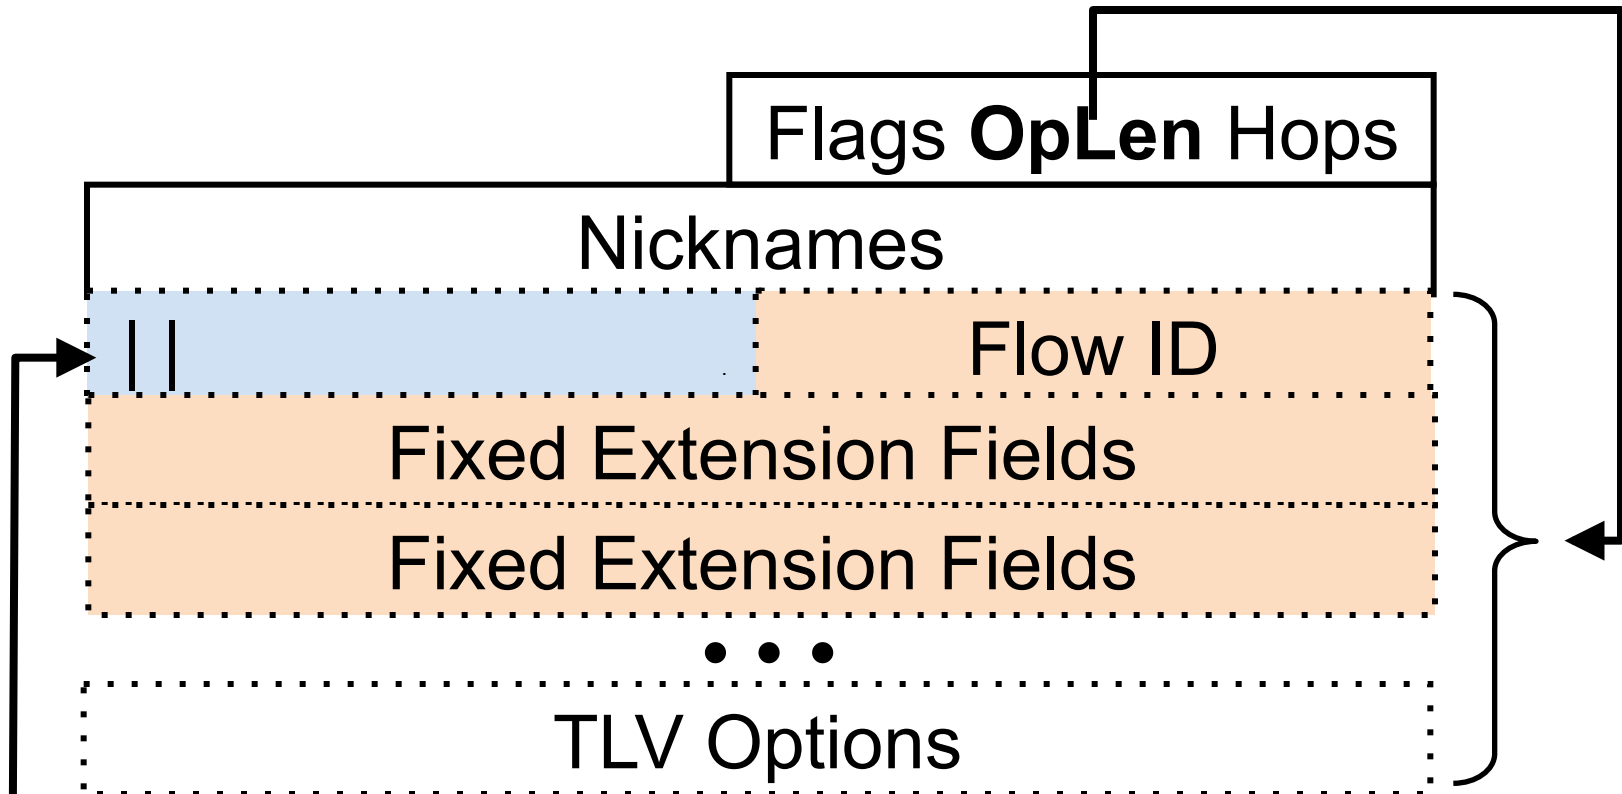 Flags OpLen Hops
Nicknames
| |
Flow ID
Fixed Extension Fields
Fixed Extension Fields
• • •
TLV Options